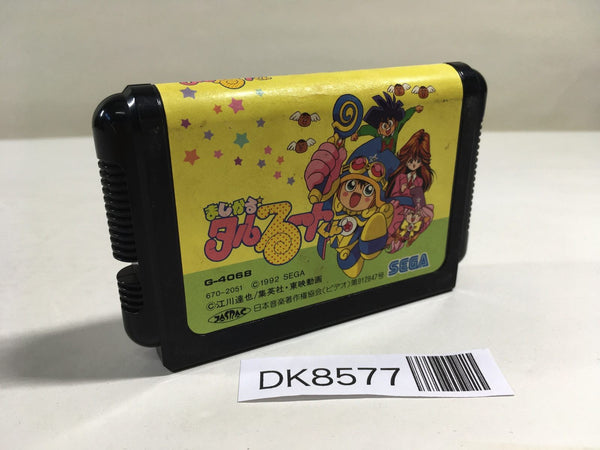 まじかる
タルるートくん
SEGA
G-4068
670-2051 ©1992 SEGA
©江川達也/集英社・東映動画
JASRAC 日本音楽著作権協会(ビデオ)第912847号
DK8577